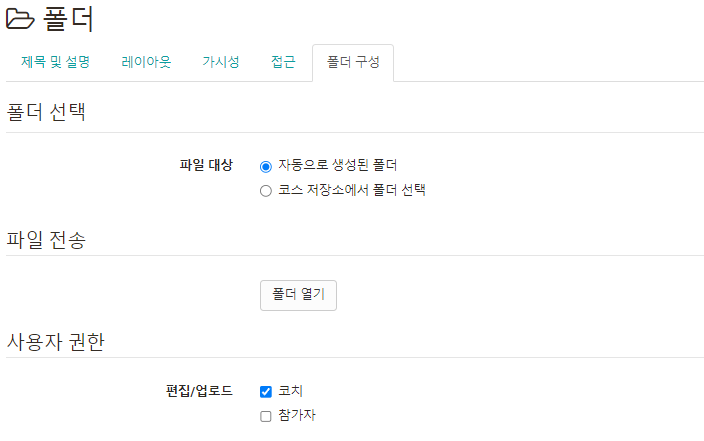 폴더
제목 및 설명 레이아웃 가시성 접근 폴더 구성
폴더 선택
파일 대상 자동으로 생성된 폴더
코스 저장소에서 폴더 선택
파일 전송
폴더 열기
사용자 권한
편집/업로드 코치
참가자